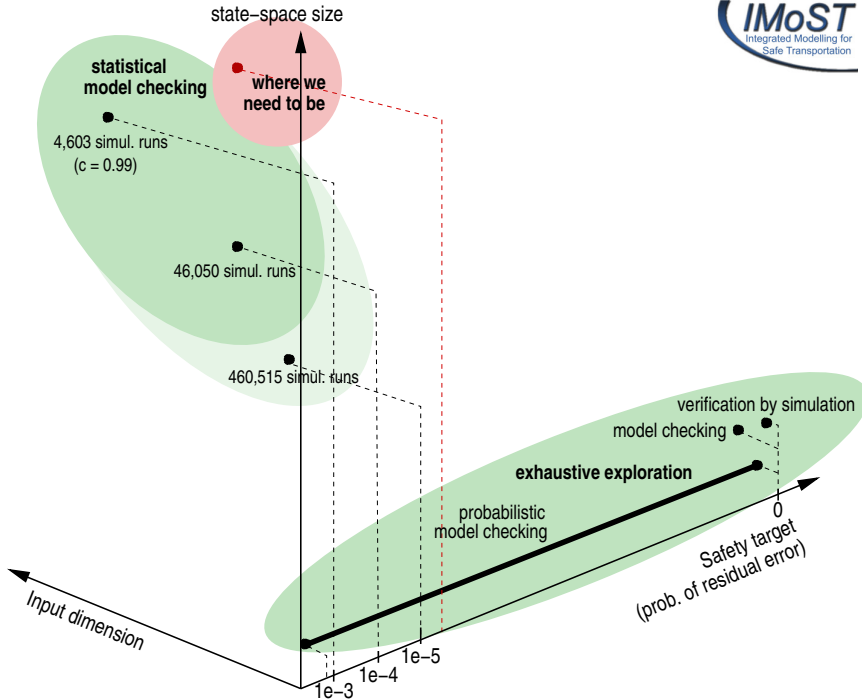 state−space size
IMoST
Integrated Modelling for
Safe Transportation
statistical
model checking
where we
need to be
4,603 simul. runs
(c = 0.99)
46,050 simul. runs
460,515 simul. runs
verification by simulation
model checking
exhaustive exploration
probabilistic
model checking
0
Safety target
(prob. of residual error)
Input dimension
1e−5
1e−4
1e−3